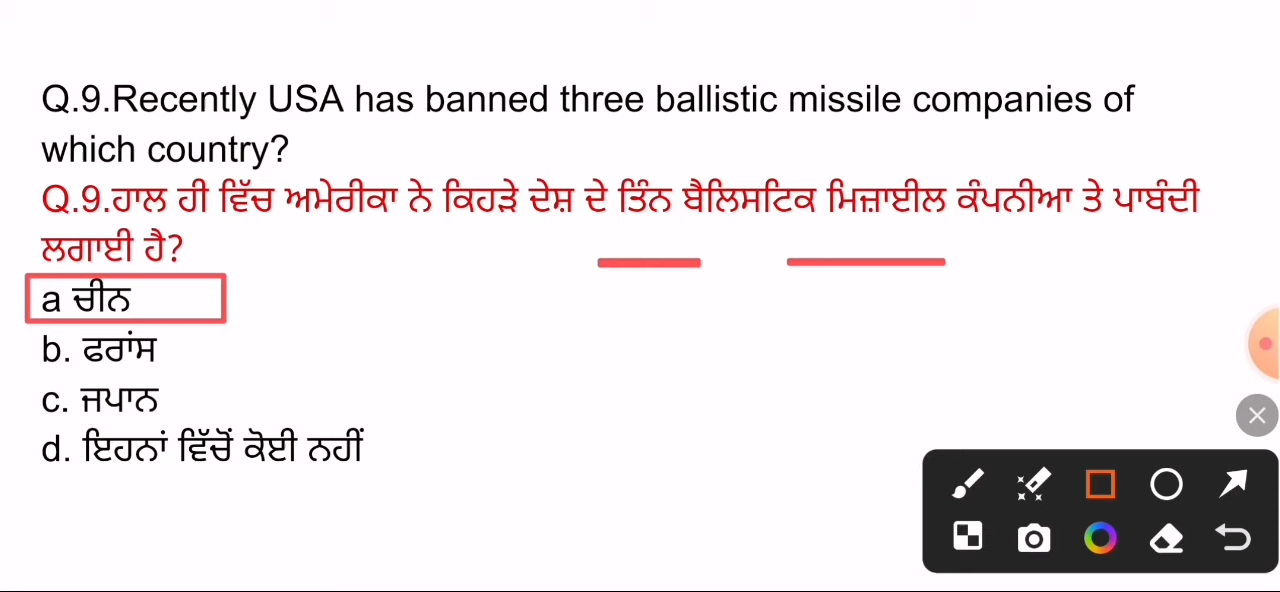 Q.9.Recently USA has banned three ballistic missile companies of
which country?
Q.9.ਹਾਲ ਹੀ ਵਿੱਚ ਅਮੇਰੀਕਾ ਨੇ ਕਿਹੜੇ ਦੇਸ਼ ਦੇ ਤਿੰਨ ਬੈਲਿਸਟਿਕ ਮਿਜ਼ਾਈਲ ਕੰਪਨੀਆ ਤੇ ਪਾਬੰਦੀ
ਲਗਾਈ ਹੈ?
a ਚੀਨ
b. ਫਰਾਂਸ
c. ਜਪਾਨ
d. ਇਹਨਾਂ ਵਿੱਚੋਂ ਕੋਈ ਨਹੀਂ